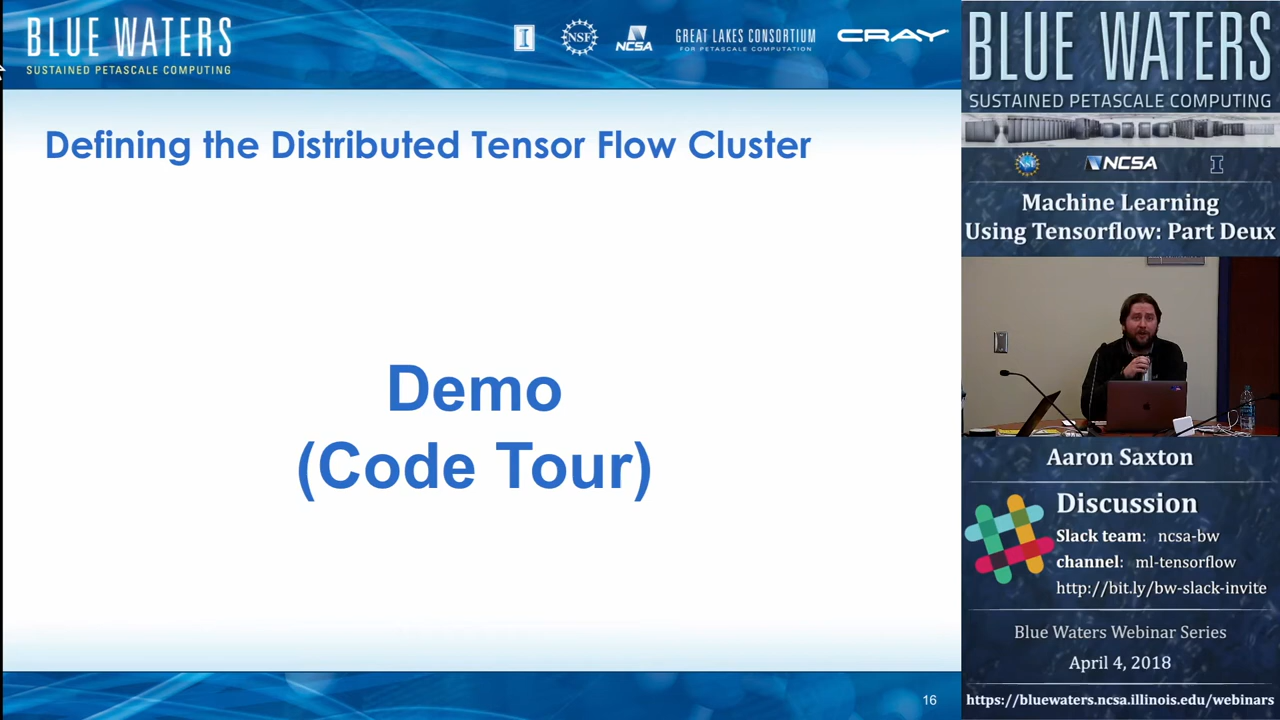 BLUE WATERS
SUSTAINED PETASCALE COMPUTING
I
NSF
NCSA
GREAT LAKES CONSORTIUM
FOR PETASCALE COMPUTATION
CRAY
Defining the Distributed Tensor Flow Cluster
Demo
(Code Tour)
16
BLUE WATERS
SUSTAINED PETASCALE COMPUTING
NSF
NCSA
I
Machine Learning
Using Tensorflow: Part Deux
Aaron Saxton
Discussion
Slack team: ncsa-bw
channel: ml-tensorflow
http://bit.ly/bw-slack-invite
Blue Waters Webinar Series
April 4, 2018
https://bluewaters.ncsa.illinois.edu/webinars